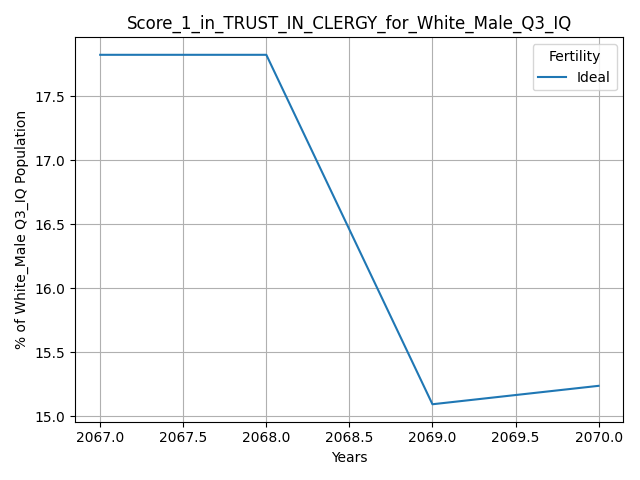 Score_1_in_TRUST_IN_CLERGY_for_White_Male_Q3_IQ
Fertility
Ideal
% of White_Male Q3_IQ Population
17.5
17.0
16.5
16.0
15.5
15.0
2067.0 2067.5 2068.0 2068.5 2069.0 2069.5 2070.0
Years